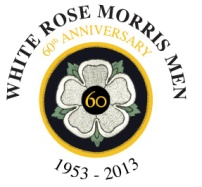 WHITE ROSE MORRIS MEN
60th ANNIVERSARY
60
1953 - 2013